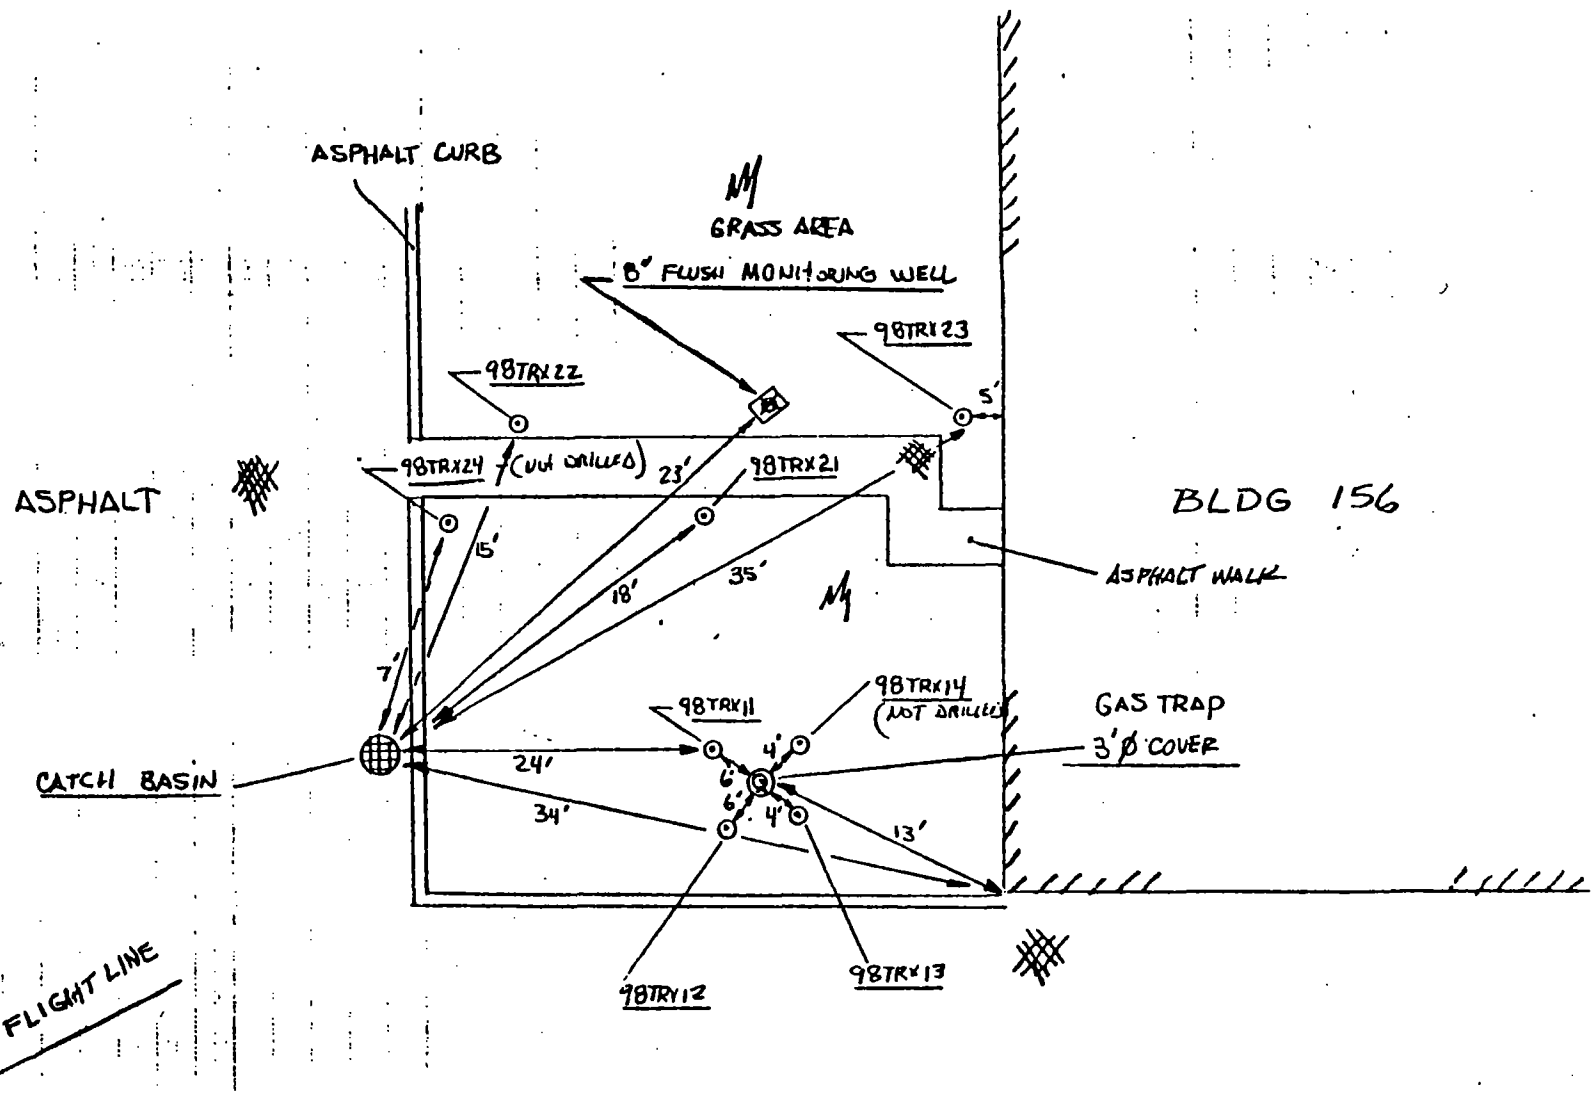 ASPHALT CURB
GRASS AREA
8" FLUSH MONITORING WELL
98TRX23
5'
98TRX22
98TRX24 (NOT DRILLED)
23'
98TRX21
ASPHALT
BLDG 156
15'
18'
35'
ASPHALT WALK
7'
98TRX11
98TRX14
(NOT DRILLED)
GAS TRAP
3'Ø COVER
4'
24'
6'
CATCH BASIN
6'
4'
34'
13'
FLIGHT LINE
98TRX12
98TRX13